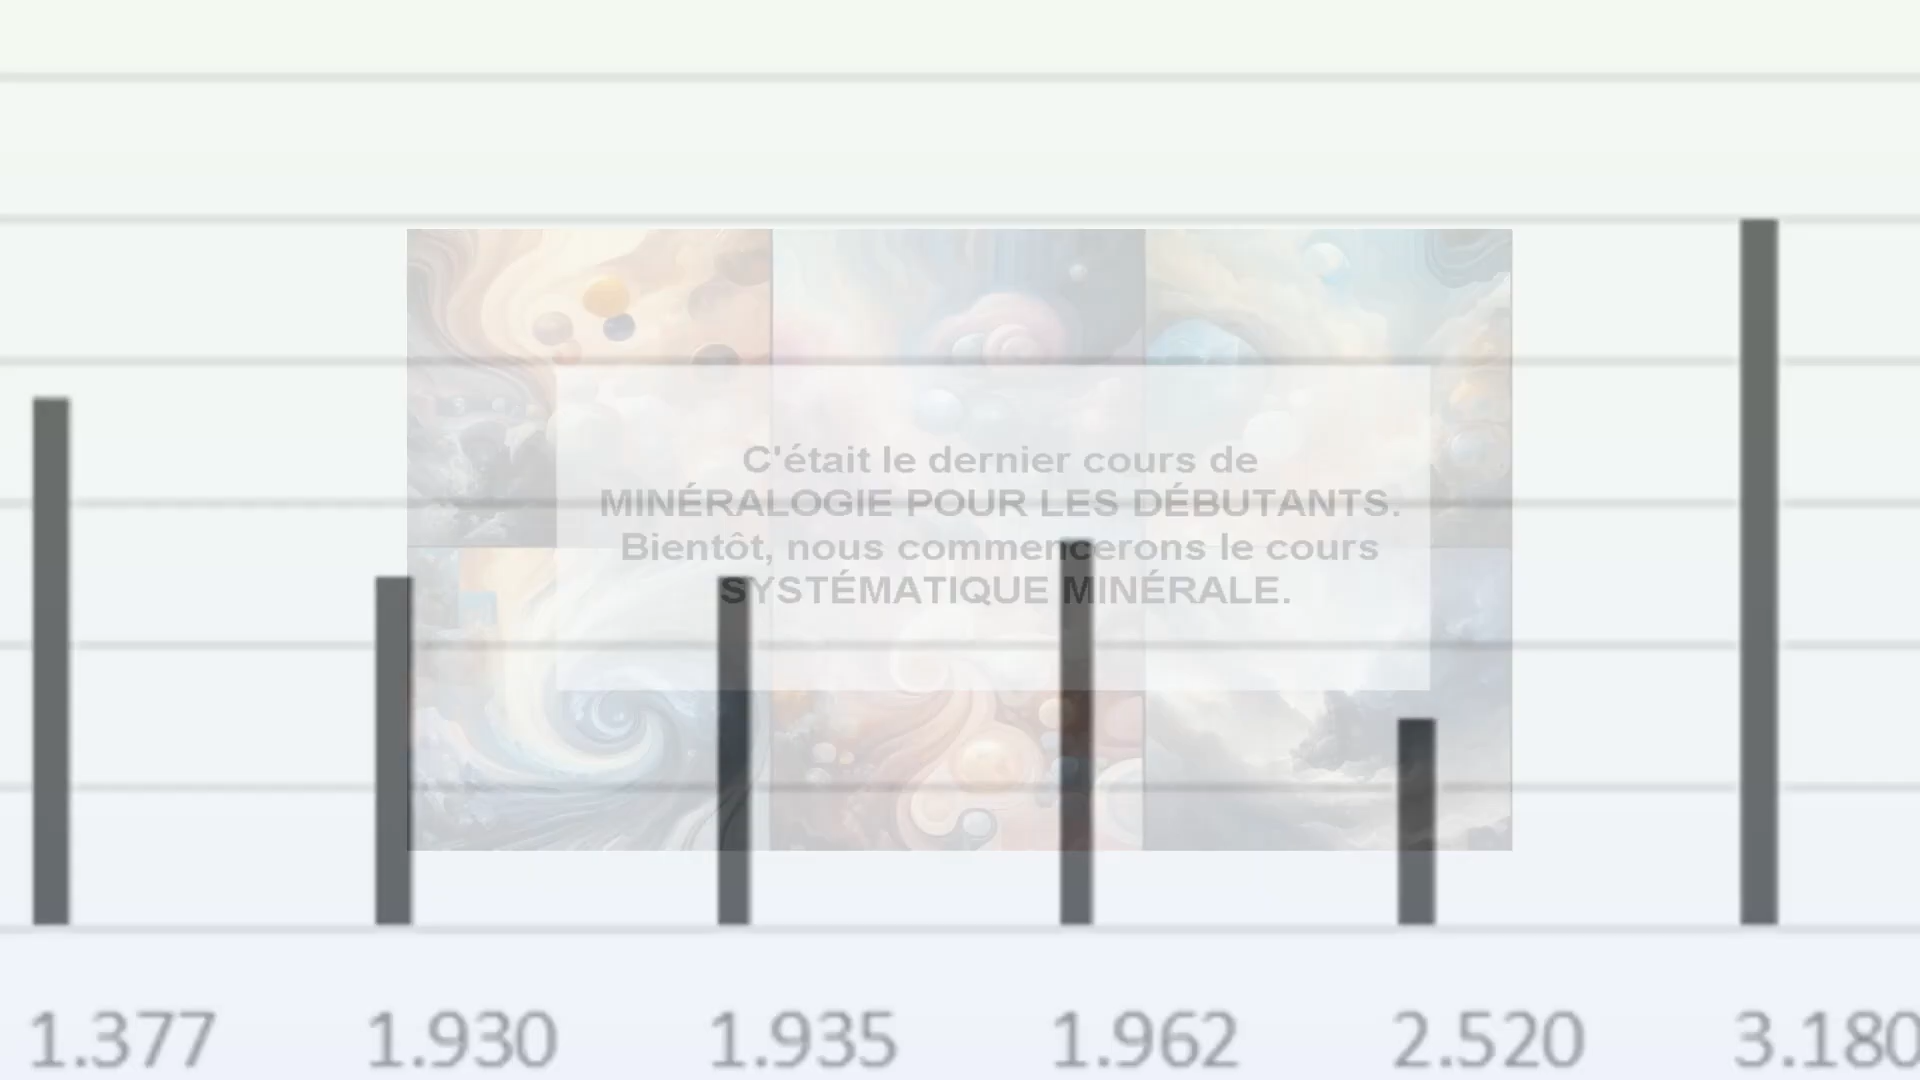 C'était le dernier cours de
MINÉRALOGIE POUR LES DÉBUTANTS.
Bientôt, nous commencerons le cours
SYSTÉMATIQUE MINÉRALE.
1.377 1.930 1.935 1.962 2.520 3.180